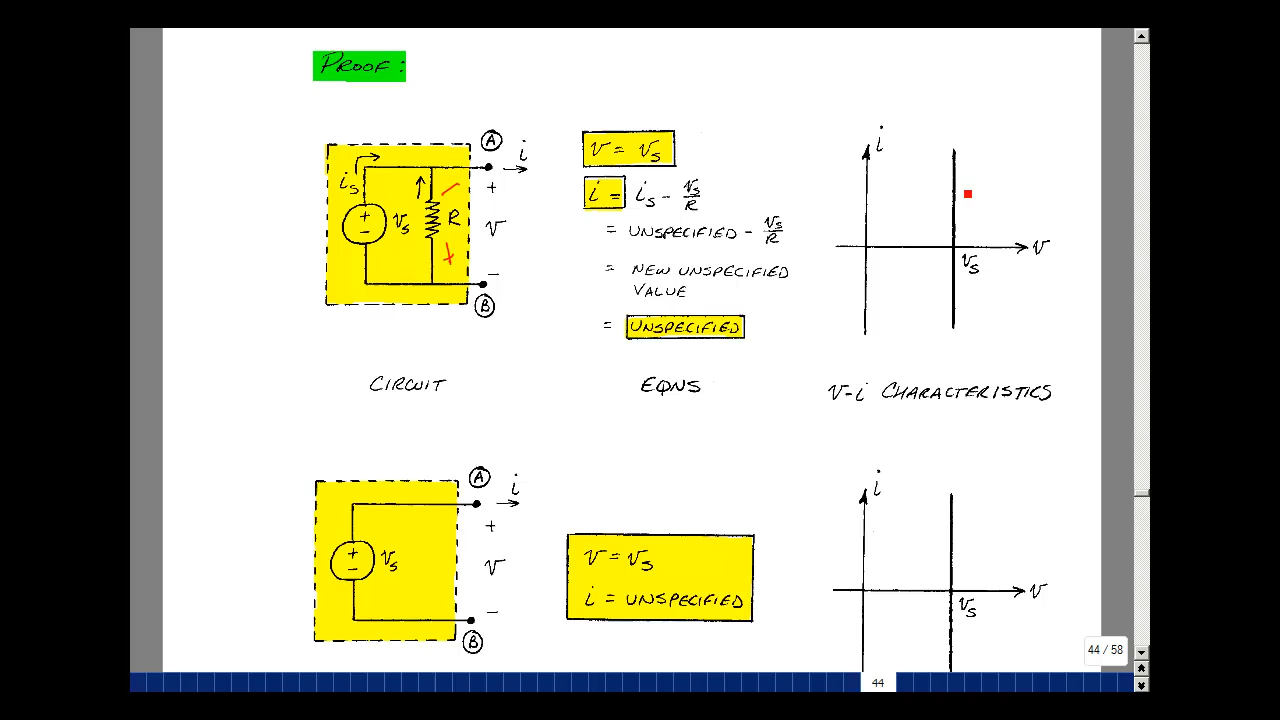 PROOF:
A
i
iS
+
+
-
vS
R
v
+
-
B
v = vS
i = iS - vS/R
= UNSPECIFIED - vS/R
= NEW UNSPECIFIED
VALUE
= UNSPECIFIED
i
v
vS
CIRCUIT
EQNS
v-i CHARACTERISTICS
A
i
+
+
-
vS
v
-
B
v = vS
i = UNSPECIFIED
i
v
vS
44 / 58
44